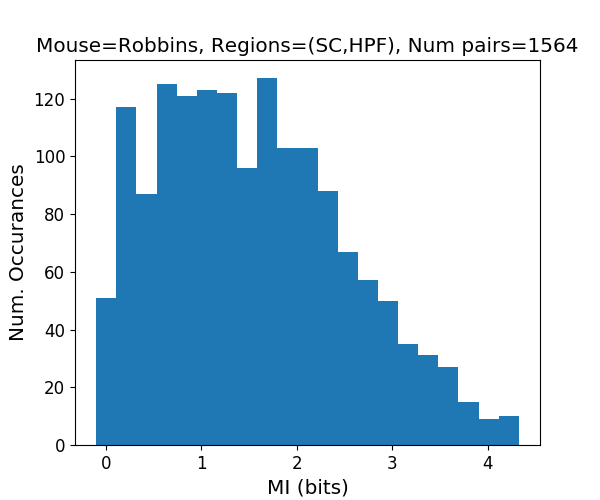 Mouse=Robbins, Regions=(SC,HPF), Num pairs=1564
Num. Occurances
120
100
80
60
40
20
0
0 1 2 3 4
MI (bits)